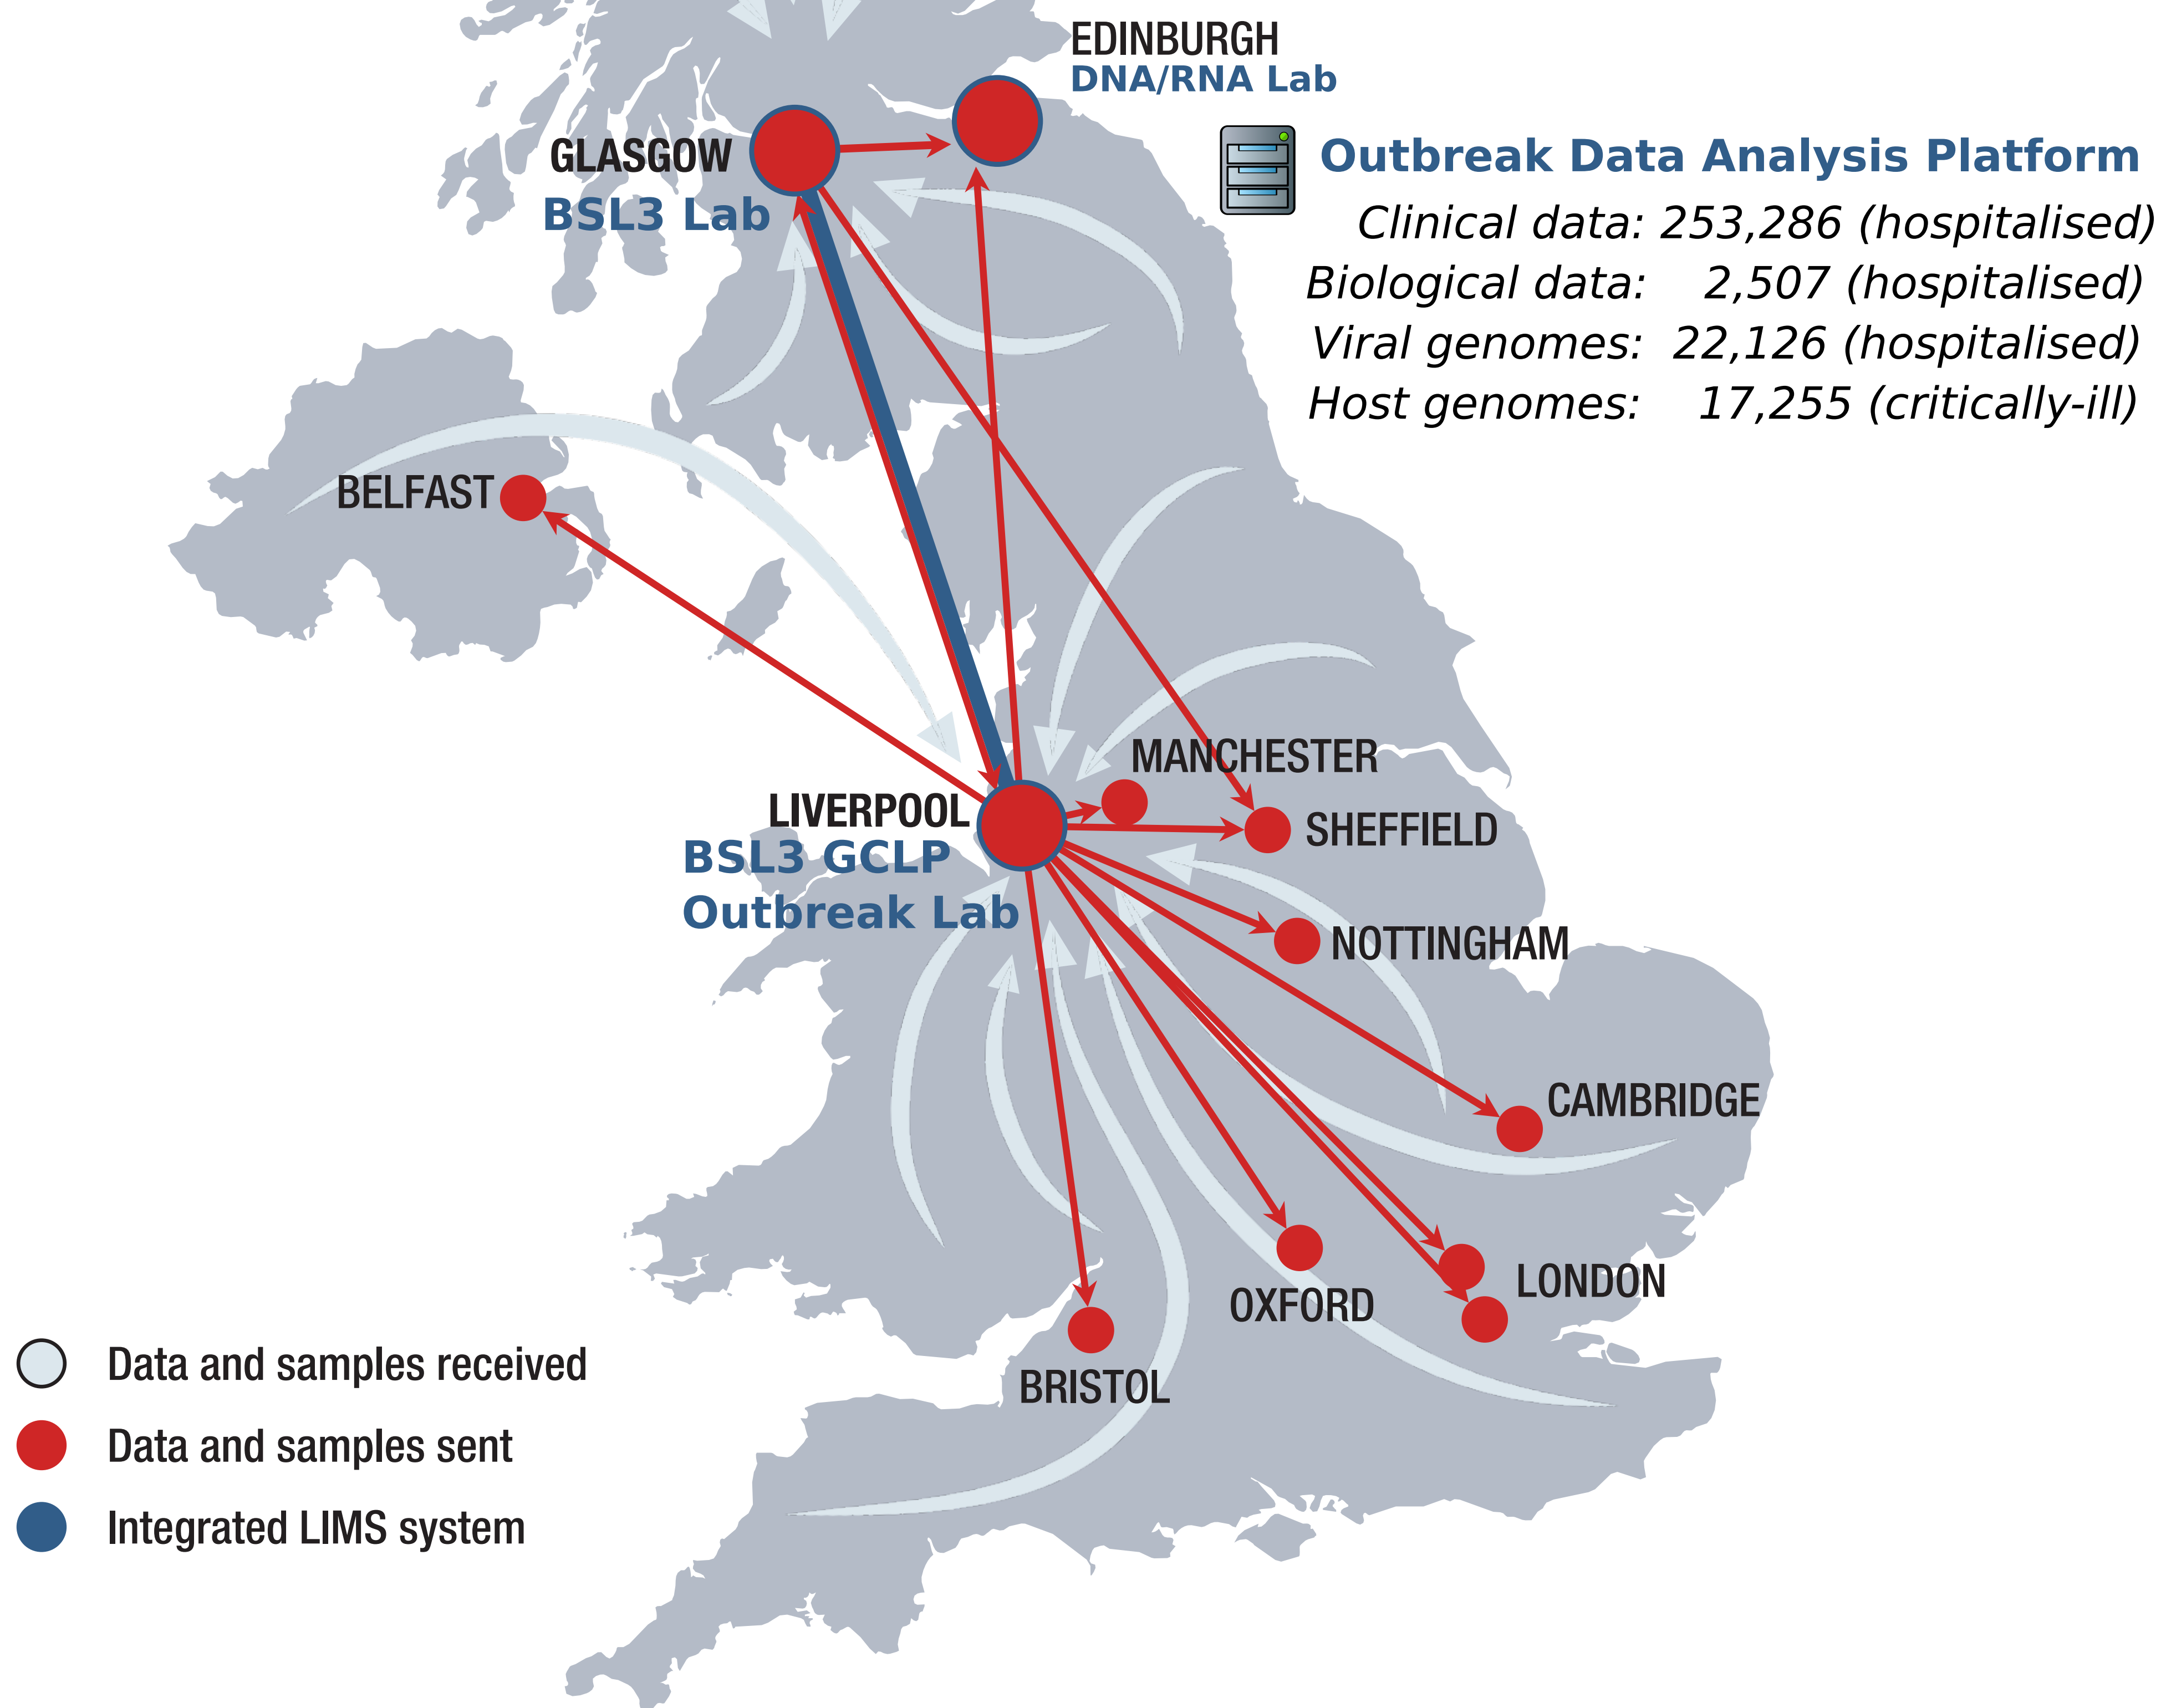 EDINBURGH
DNA/RNA Lab
GLASGOW
BSL3 Lab
Outbreak Data Analysis Platform
Clinical data: 253,286 (hospitalised)
Biological data: 2,507 (hospitalised)
Viral genomes: 22,126 (hospitalised)
Host genomes: 17,255 (critically-ill)
BELFAST
MANCHESTER
LIVERPOOL
BSL3 GCLP
Outbreak Lab
SHEFFIELD
NOTTINGHAM
CAMBRIDGE
LONDON
OXFORD
BRISTOL
Data and samples received
Data and samples sent
Integrated LIMS system